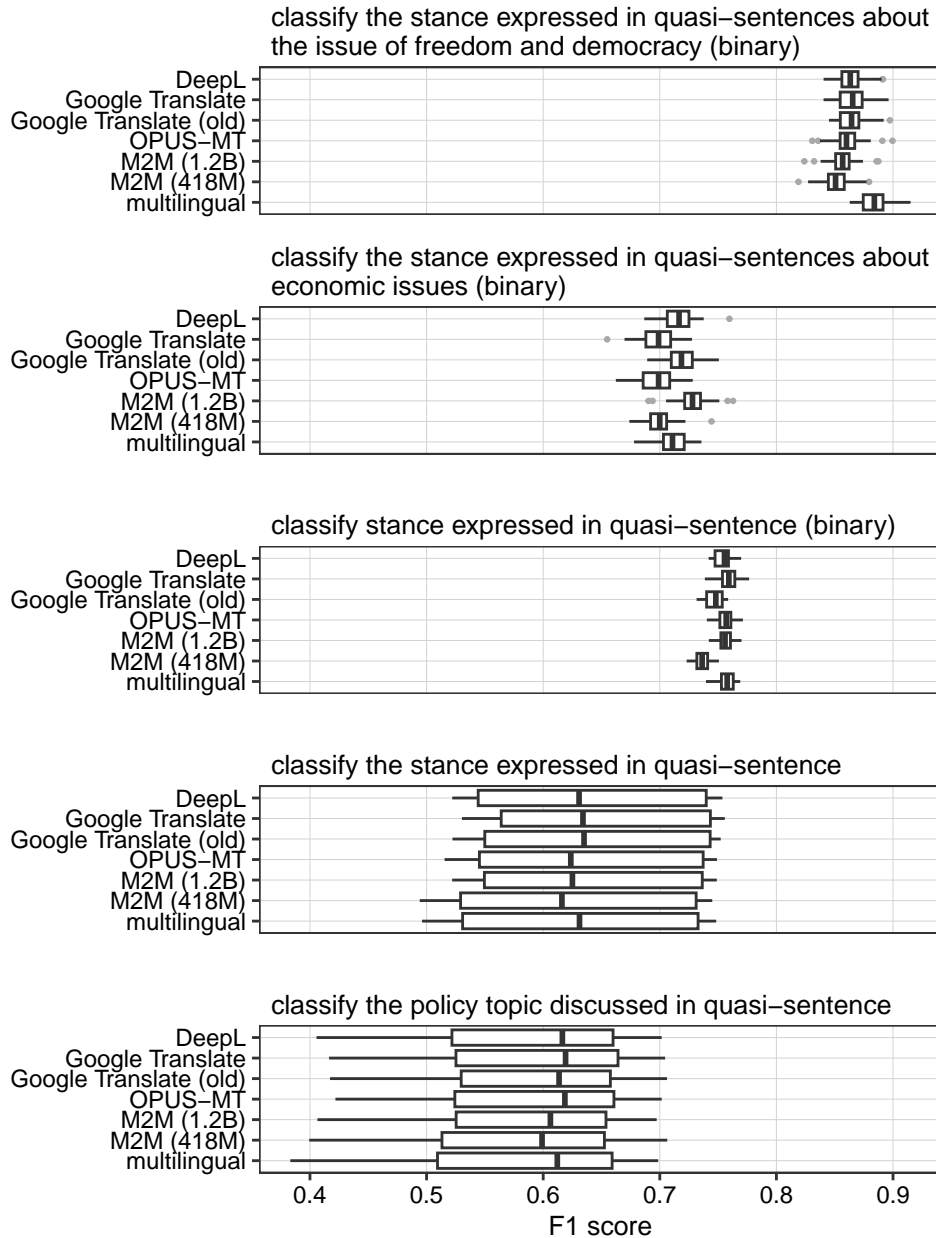 classify the stance expressed in quasi−sentences about
the issue of freedom and democracy (binary)
DeepL
Google Translate
Google Translate (old)
OPUS−MT
M2M (1.2B)
M2M (418M)
multilingual
classify the stance expressed in quasi−sentences about
economic issues (binary)
DeepL
Google Translate
Google Translate (old)
OPUS−MT
M2M (1.2B)
M2M (418M)
multilingual
classify stance expressed in quasi−sentence (binary)
DeepL
Google Translate
Google Translate (old)
OPUS−MT
M2M (1.2B)
M2M (418M)
multilingual
classify the stance expressed in quasi−sentence
DeepL
Google Translate
Google Translate (old)
OPUS−MT
M2M (1.2B)
M2M (418M)
multilingual
classify the policy topic discussed in quasi−sentence
DeepL
Google Translate
Google Translate (old)
OPUS−MT
M2M (1.2B)
M2M (418M)
multilingual
0.4 0.5 0.6 0.7 0.8 0.9
F1 score